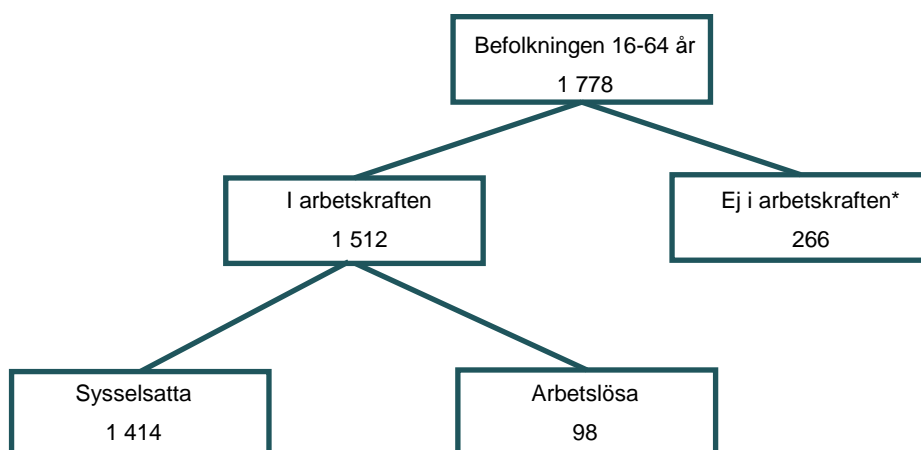 Befolkningen 16-64 år
1 778
I arbetskraften
1 512
Ej i arbetskraften*
266
Sysselsatta
1 414
Arbetslösa
98